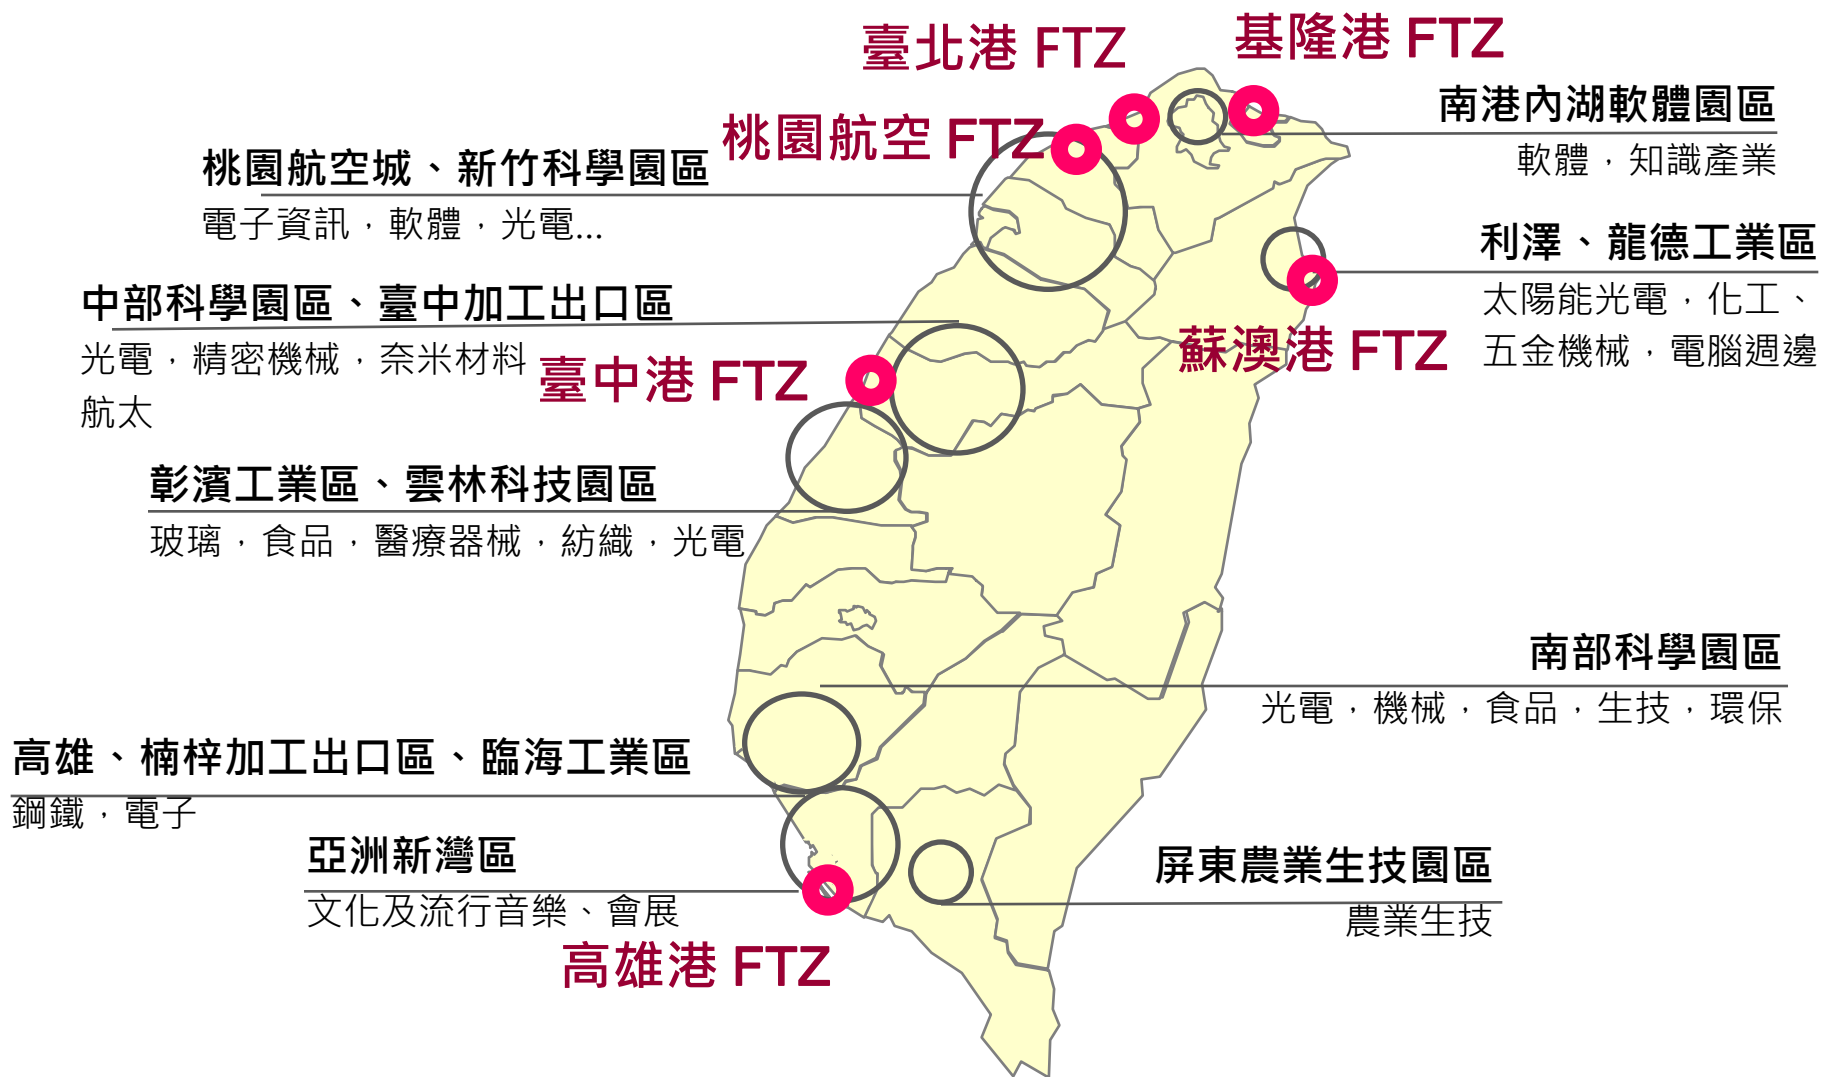 臺北港 FTZ
基隆港 FTZ
桃園航空 FTZ
南港內湖軟體園區
軟體，知識產業
桃園航空城、新竹科學園區
電子資訊，軟體，光電...
利澤、龍德工業區
太陽能光電，化工、
五金機械，電腦週邊
蘇澳港 FTZ
中部科學園區、臺中加工出口區
光電，精密機械，奈米材料
航太
臺中港 FTZ
彰濱工業區、雲林科技園區
玻璃，食品，醫療器械，紡織，光電
南部科學園區
光電，機械，食品，生技，環保
高雄、楠梓加工出口區、臨海工業區
鋼鐵，電子
亞洲新灣區
文化及流行音樂、會展
高雄港 FTZ
屏東農業生技園區
農業生技